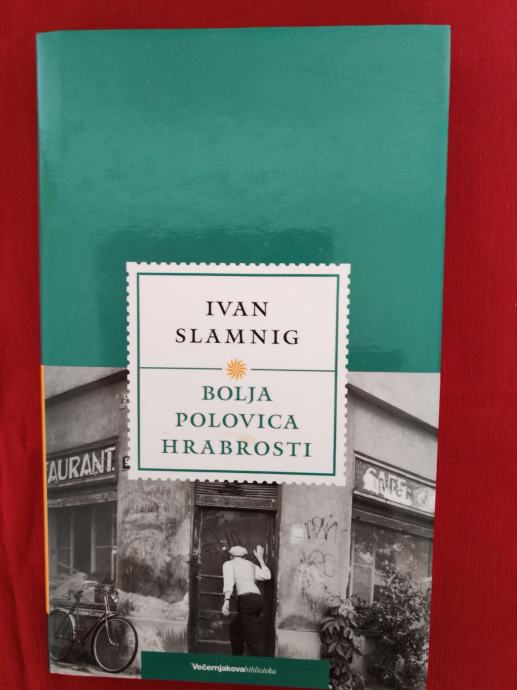 IVAN
SLAMNIG
BOLJA
POLOVICA
HRABROSTI
AURANT
Večernjakovabiblioteka